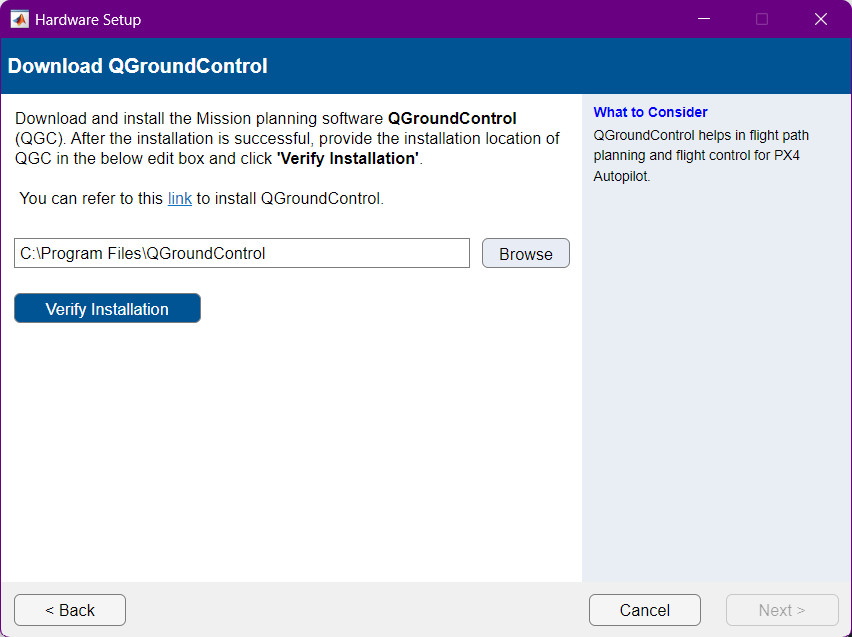 Hardware Setup
Download QGroundControl
Download and install the Mission planning software QGroundControl
(QGC). After the installation is successful, provide the installation location of
QGC in the below edit box and click 'Verify Installation'.
You can refer to this link to install QGroundControl.
C:\Program Files\QGroundControl
Browse
Verify Installation
What to Consider
QGroundControl helps in flight path
planning and flight control for PX4
Autopilot.
< Back
Cancel
Next >